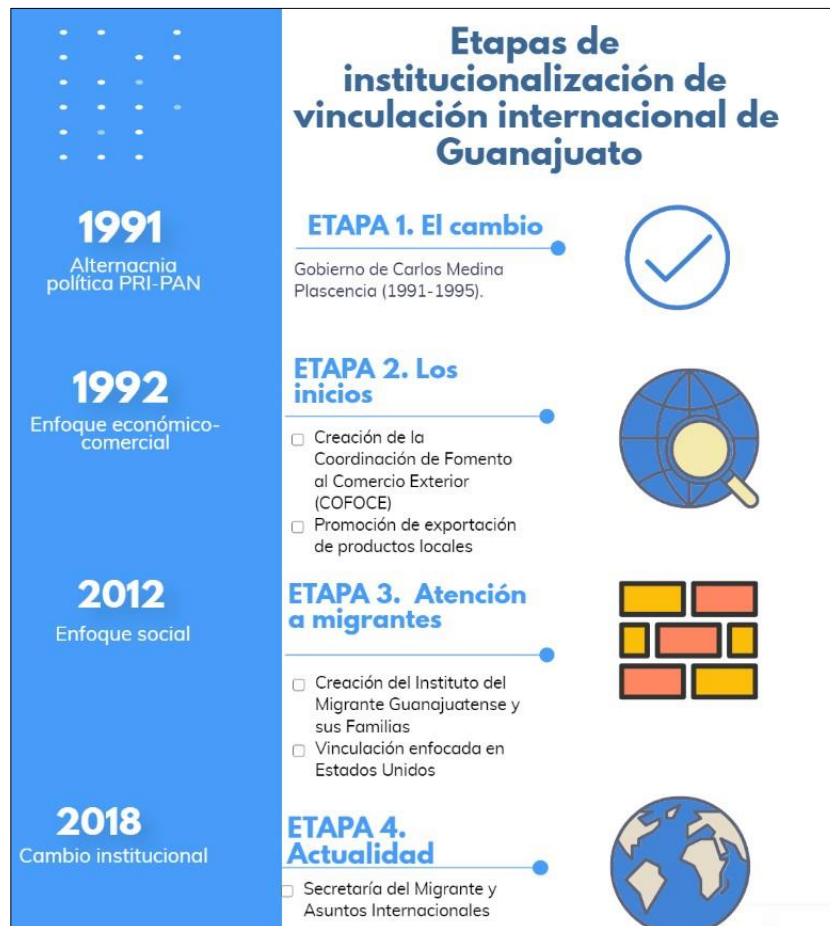 Etapas de
institucionalización de
vinculación internacional de
Guanajuato
1991
Alternacnia
política PRI-PAN
ETAPA 1. El cambio
Gobierno de Carlos Medina
Plascencia (1991-1995).
1992
Enfoque económico-
comercial
ETAPA 2. Los
inicios
Creación de la
Coordinación de Fomento
al Comercio Exterior
(COFOCE)
Promoción de exportación
de productos locales
2012
Enfoque social
ETAPA 3. Atención
a migrantes
Creación del Instituto del
Migrante Guanajuatense y
sus Familias
Vinculación enfocada en
Estados Unidos
2018
Cambio institucional
ETAPA 4.
Actualidad
Secretaría del Migrante y
Asuntos Internacionales